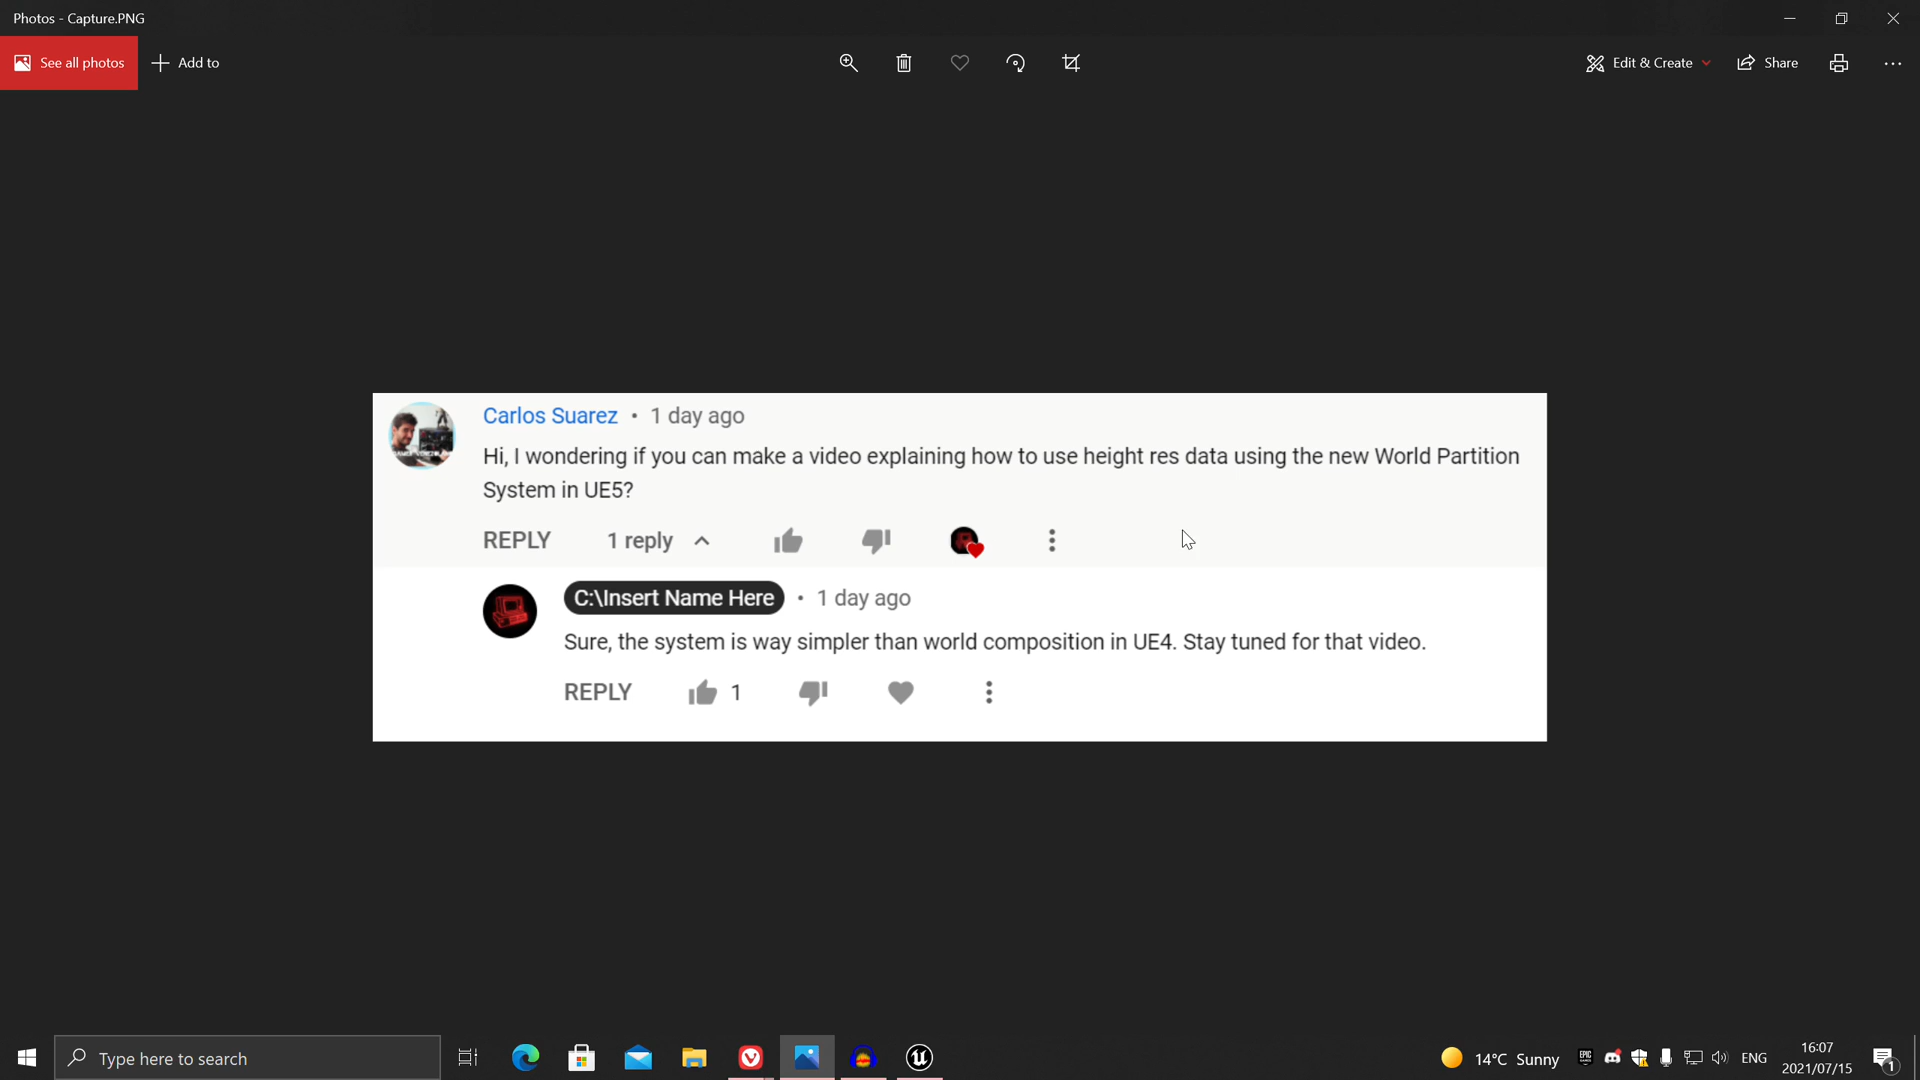 Photos - Capture.PNG
See all photos
Add to
Edit & Create
Share
Carlos Suarez • 1 day ago
Hi, I wondering if you can make a video explaining how to use height res data using the new World Partition
System in UE5?
REPLY 1 reply
C:\Insert Name Here • 1 day ago
Sure, the system is way simpler than world composition in UE4. Stay tuned for that video.
REPLY 1
Type here to search
14°C Sunny
EPIC
ENG
16:07
2021/07/15
1